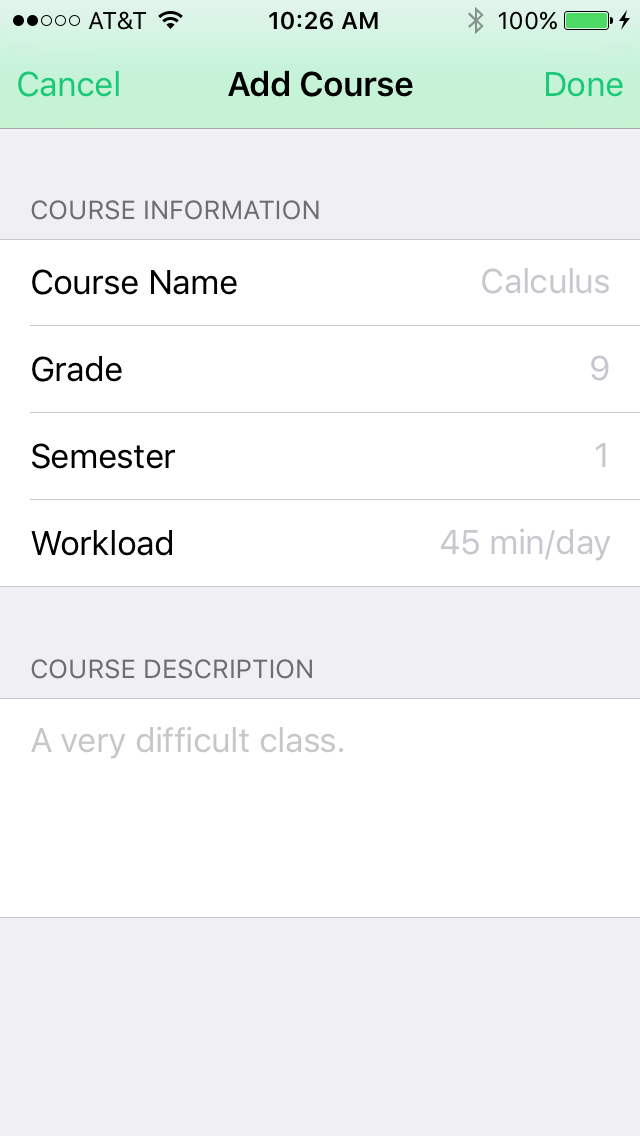 AT&T 10:26 AM 100%
Cancel Add Course Done
COURSE INFORMATION
Course Name Calculus
Grade 9
Semester 1
Workload 45 min/day
COURSE DESCRIPTION
A very difficult class.